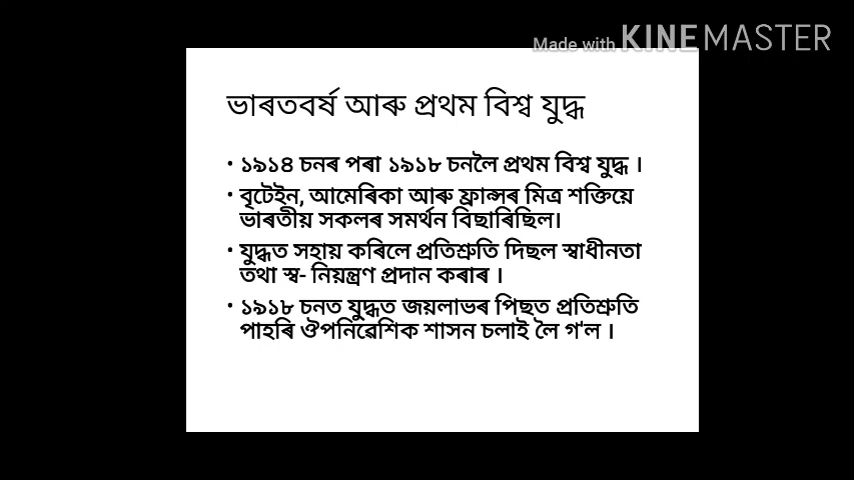 Made with KINEMASTER
ভাৰতবৰ্ষ আৰু প্ৰথম বিশ্ব যুদ্ধ
• ১৯১৪ চনৰ পৰা ১৯১৮ চনলৈ প্ৰথম বিশ্ব যুদ্ধ ।
• বৃটেইন, আমেৰিকা আৰু ফ্ৰান্সৰ মিত্ৰ শক্তিয়ে
ভাৰতীয় সকলৰ সমৰ্থন বিছাৰিছিল।
• যুদ্ধত সহায় কৰিলে প্ৰতিশ্ৰুতি দিছল স্বাধীনতা
তথা স্ব- নিয়ন্ত্ৰণ প্ৰদান কৰাৰ ।
• ১৯১৮ চনত যুদ্ধত জয়লাভৰ পিছত প্ৰতিশ্ৰুতি
পাহৰি ঔপনিৱেশিক শাসন চলাই লৈ গ'ল ।